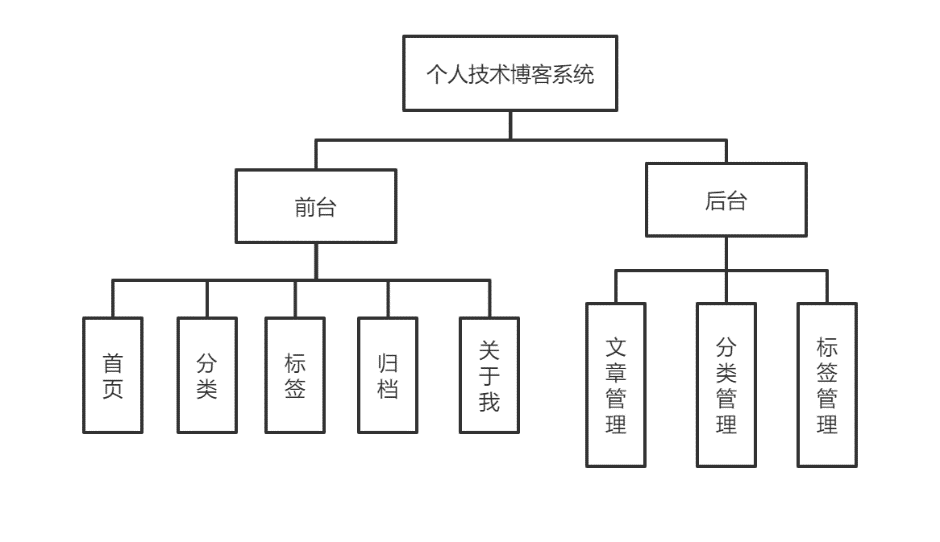 个人技术博客系统
前台
后台
首页
分类
标签
归档
关于我
文章管理
分类管理
标签管理